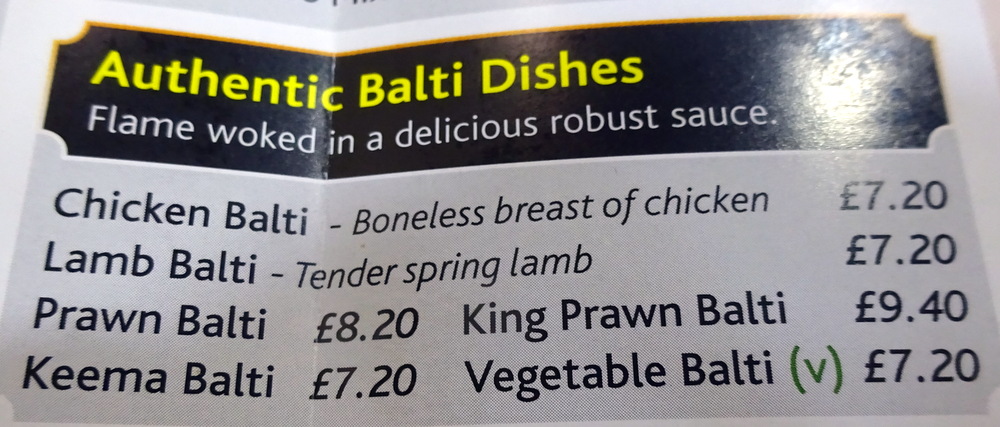 Authentic Balti Dishes
Flame woked in a delicious robust sauce.
Chicken Balti - Boneless breast of chicken £7.20
Lamb Balti - Tender spring lamb £7.20
Prawn Balti £8.20 King Prawn Balti £9.40
Keema Balti £7.20 Vegetable Balti (v) £7.20